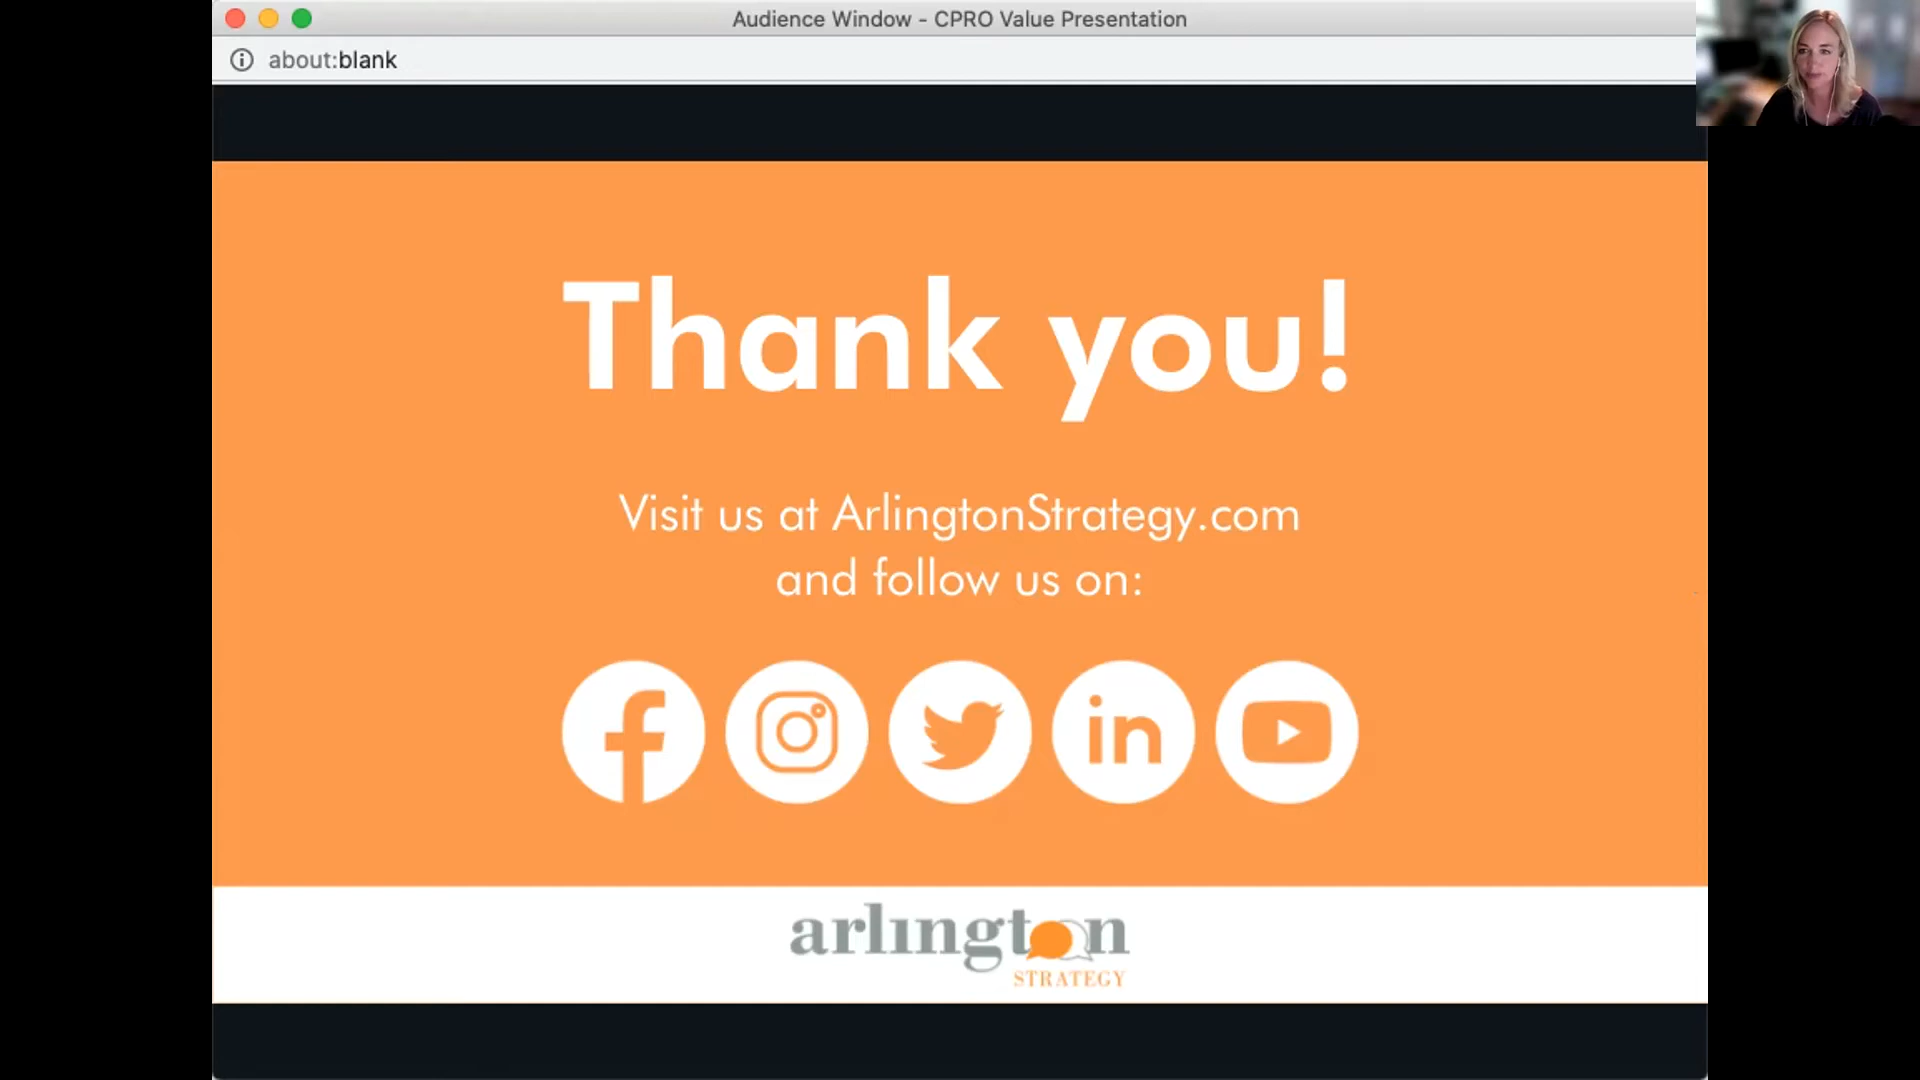 Audience Window - CPRO Value Presentation
about:blank
Thank you!
Visit us at ArlingtonStrategy.com
and follow us on:
f
in
arlington
STRATEGY